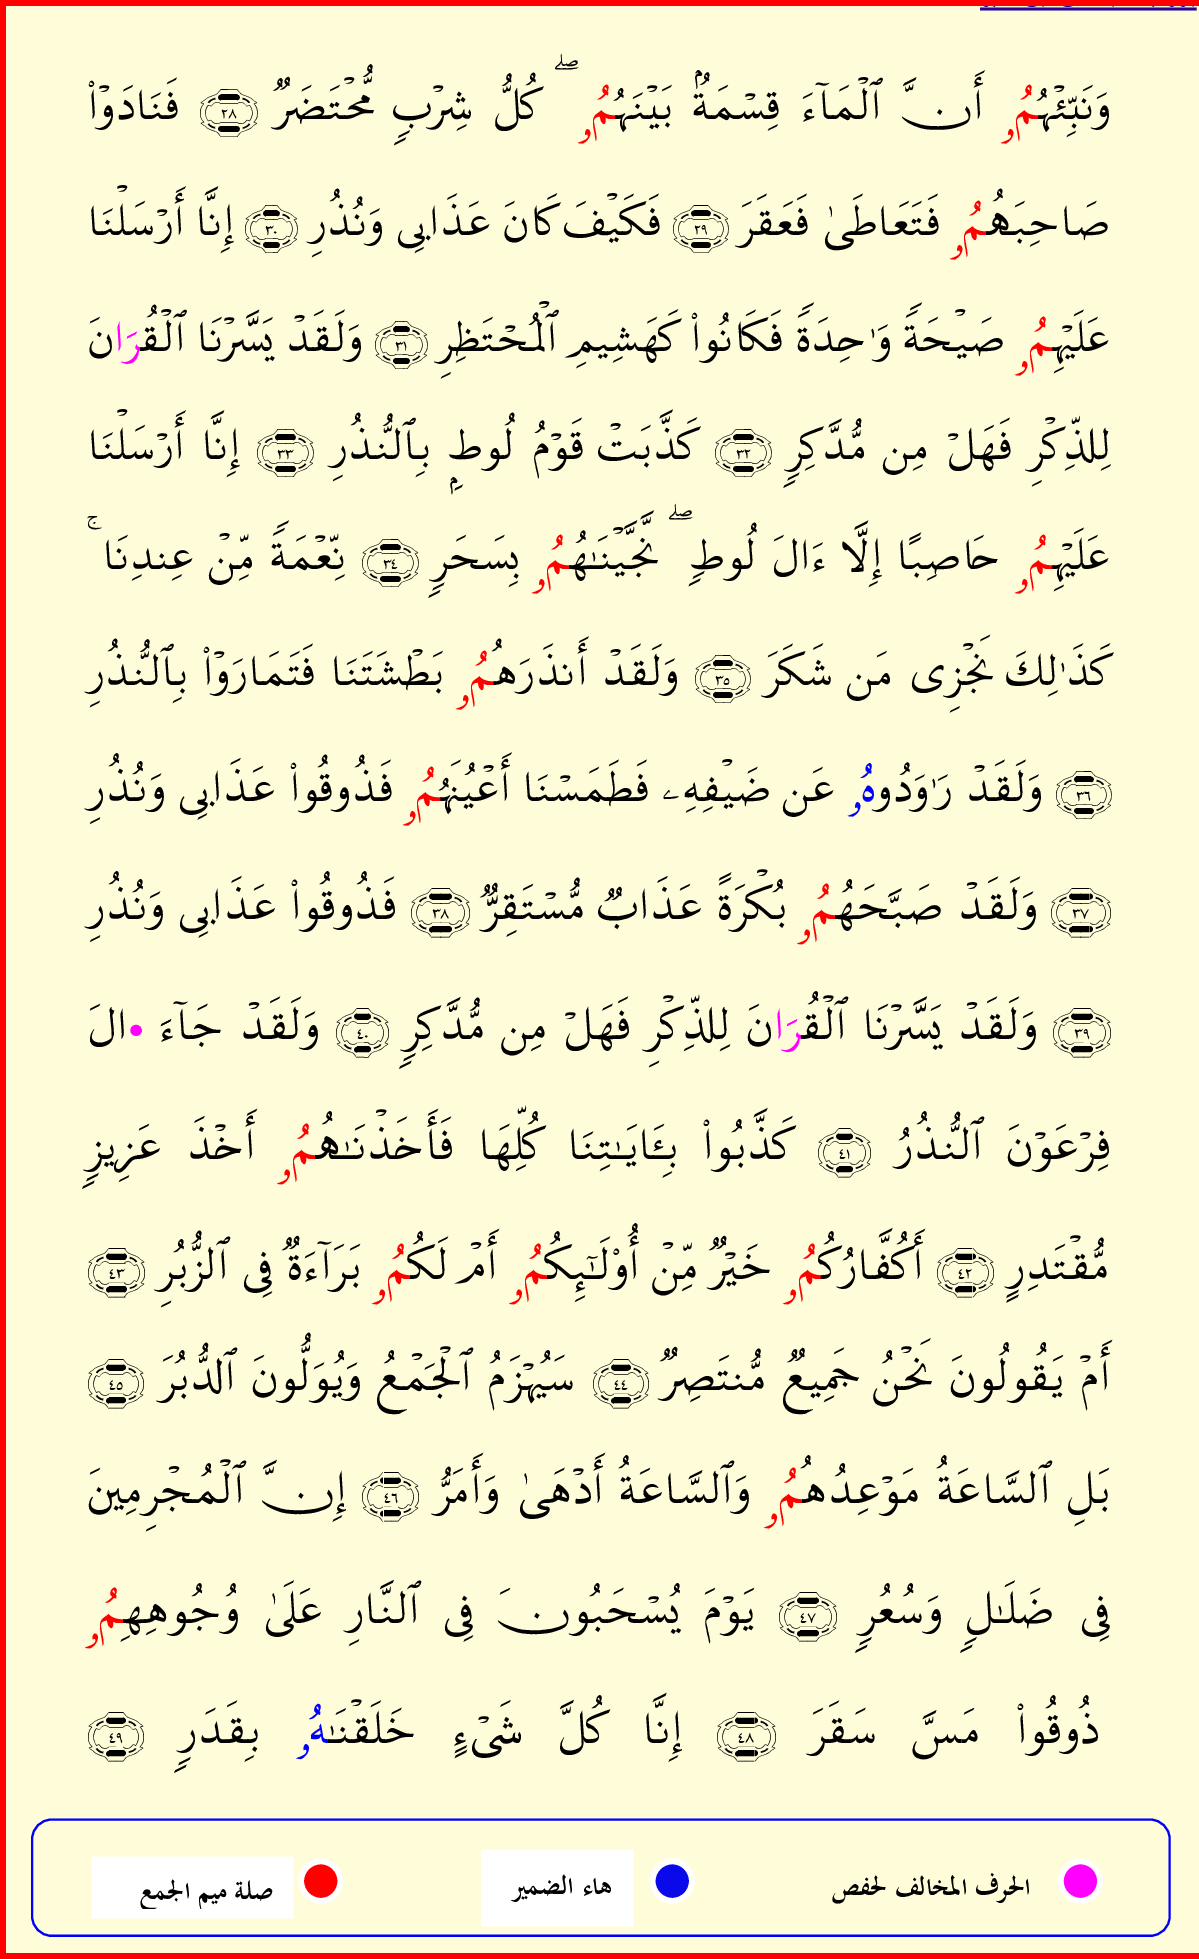 وَنَبِّئْهُمُۥ أَنَّ ٱلْمَآءَ قِسْمَةٌۢ بَيْنَهُمُۥ ۖ كُلُّ شِرْبٍ مُّحْتَضَرٌ ٢٨ فَنَادَوْا۟
صَاحِبَهُمُۥ فَتَعَاطَىٰ فَعَقَرَ ٢٩ فَكَيْفَ كَانَ عَذَابِى وَنُذُرِ ٣٠ إِنَّا أَرْسَلْنَا
عَلَيْهِمُۥ صَيْحَةً وَٰحِدَةً فَكَانُوا۟ كَهَشِيمِ ٱلْمُحْتَظِرِ ٣١ وَلَقَدْ يَسَّرْنَا ٱلْقُرَانَ
لِلذِّكْرِ فَهَلْ مِن مُّدَّكِرٍ ٣٢ كَذَّبَتْ قَوْمُ لُوطٍۭ بِٱلنُّذُرِ ٣٣ إِنَّا أَرْسَلْنَا
عَلَيْهِمُۥ حَاصِبًا إِلَّا ءَالَ لُوطٍ ۖ نَّجَّيْنَٰهُمُۥ بِسَحَرٍ ٣٤ نِّعْمَةً مِّنْ عِندِنَا ۚ
كَذَٰلِكَ نَجْزِى مَن شَكَرَ ٣٥ وَلَقَدْ أَنذَرَهُمُۥ بَطْشَتَنَا فَتَمَارَوْا۟ بِٱلنُّذُرِ
٣٦ وَلَقَدْ رَٰوَدُوهُۥ عَن ضَيْفِهِۦ فَطَمَسْنَا أَعْيُنَهُمُۥ فَذُوقُوا۟ عَذَابِى وَنُذُرِ
٣٧ وَلَقَدْ صَبَّحَهُمُۥ بُكْرَةً عَذَابٌ مُّسْتَقِرٌّ ٣٨ فَذُوقُوا۟ عَذَابِى وَنُذُرِ
٣٩ وَلَقَدْ يَسَّرْنَا ٱلْقُرَانَ لِلذِّكْرِ فَهَلْ مِن مُّدَّكِرٍ ٤٠ وَلَقَدْ جَآءَ •الَ
فِرْعَوْنَ ٱلنُّذُرُ ٤١ كَذَّبُوا۟ بِـَٔايَٰتِنَا كُلِّهَا فَأَخَذْنَٰهُمُۥ أَخْذَ عَزِيزٍ
مُّقْتَدِرٍ ٤٢ أَكُفَّارُكُمُۥ خَيْرٌ مِّنْ أُو۟لَٰٓئِكُمُۥ أَمْ لَكُمُۥ بَرَآءَةٌ فِى ٱلزُّبُرِ ٤٣
أَمْ يَقُولُونَ نَحْنُ جَمِيعٌ مُّنتَصِرٌ ٤٤ سَيُهْزَمُ ٱلْجَمْعُ وَيُوَلُّونَ ٱلدُّبُرَ ٤٥
بَلِ ٱلسَّاعَةُ مَوْعِدُهُمُۥ وَٱلسَّاعَةُ أَدْهَىٰ وَأَمَرُّ ٤٦ إِنَّ ٱلْمُجْرِمِينَ
فِى ضَلَٰلٍ وَسُعُرٍ ٤٧ يَوْمَ يُسْحَبُونَ فِى ٱلنَّارِ عَلَىٰ وُجُوهِهِمُۥ
ذُوقُوا۟ مَسَّ سَقَرَ ٤٨ إِنَّا كُلَّ شَىْءٍ خَلَقْنَٰهُۥ بِقَدَرٍ ٤٩
الحرف المخالف لحفص هاء الضمير صلة ميم الجمع